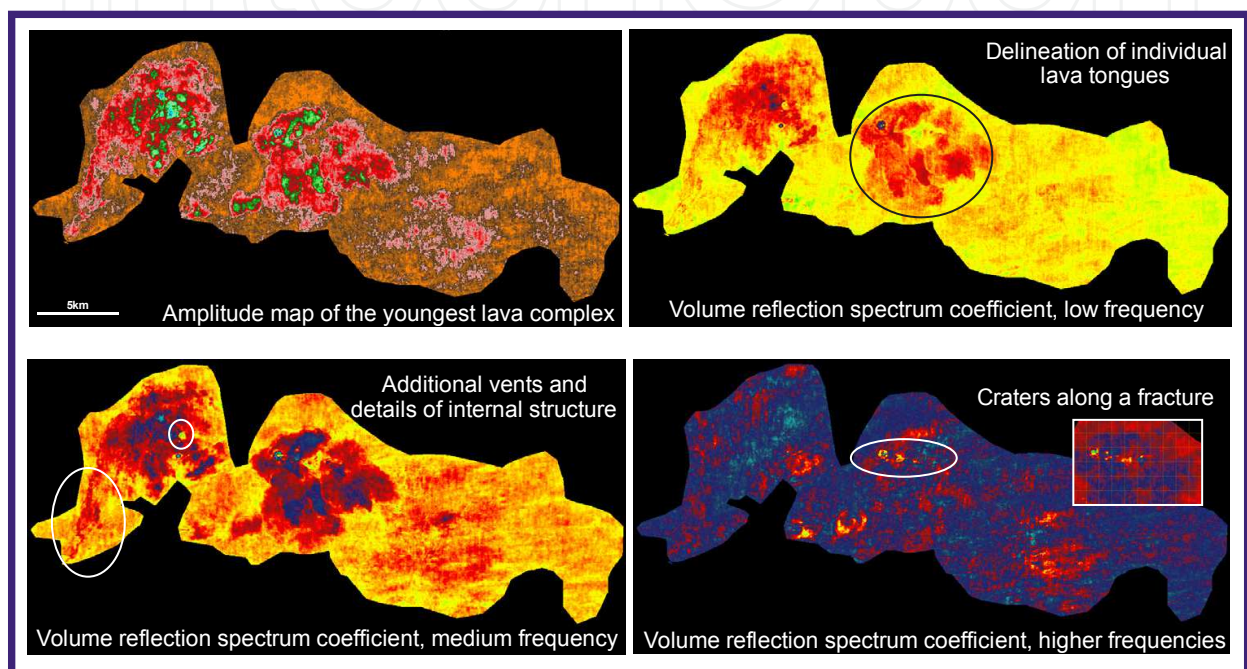 Delineation of individual
lava tongues
5km
Amplitude map of the youngest lava complex
Volume reflection spectrum coefficient, low frequency
Additional vents and
details of internal structure
Craters along a fracture
Volume reflection spectrum coefficient, medium frequency
Volume reflection spectrum coefficient, higher frequencies